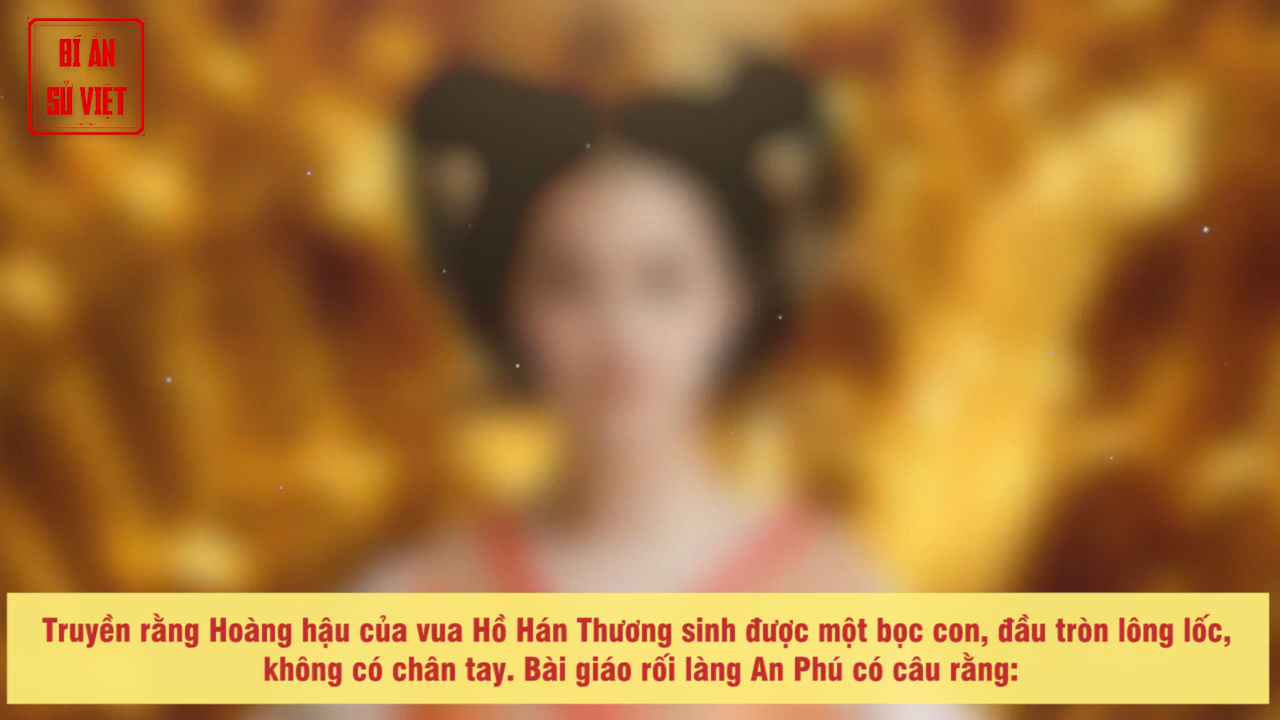 BÍ ẨN
SỬ VIỆT
Truyền rằng Hoàng hậu của vua Hồ Hán Thương sinh được một bọc con, đầu tròn lông lốc,
không có chân tay. Bài giáo rối làng An Phú có câu rằng: